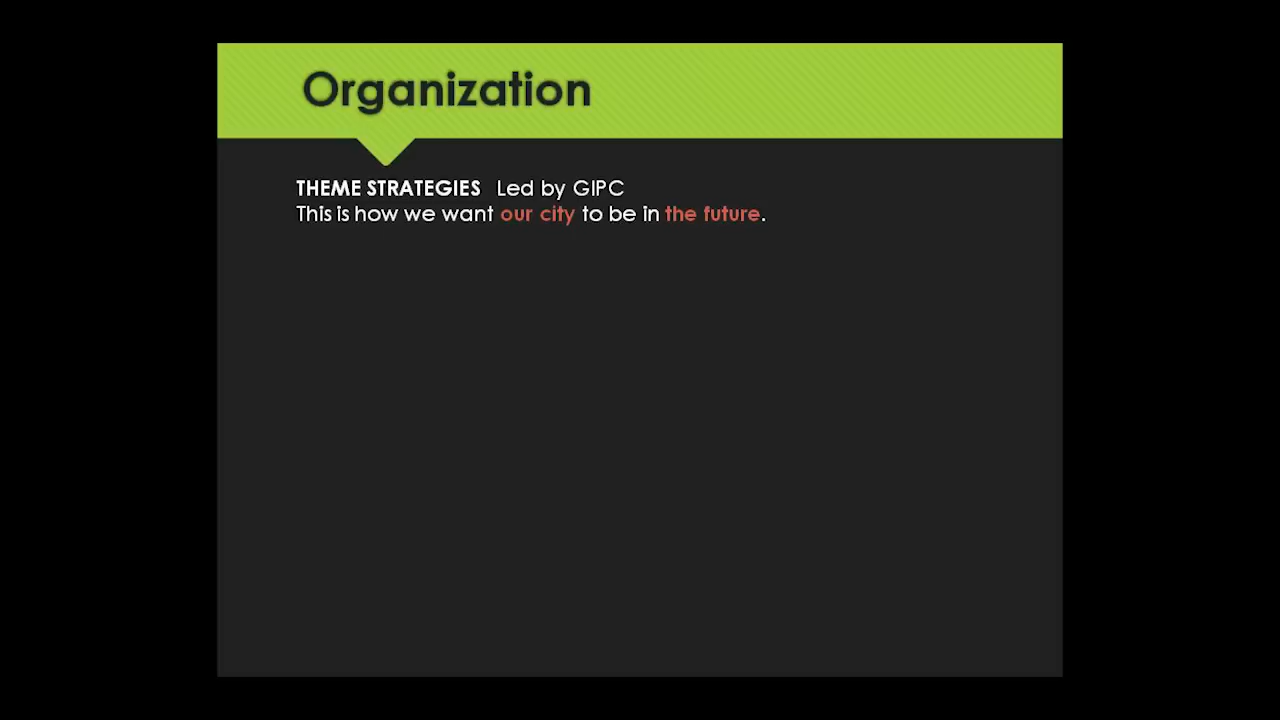 Organization
THEME STRATEGIES Led by GIPC
This is how we want our city to be in the future.